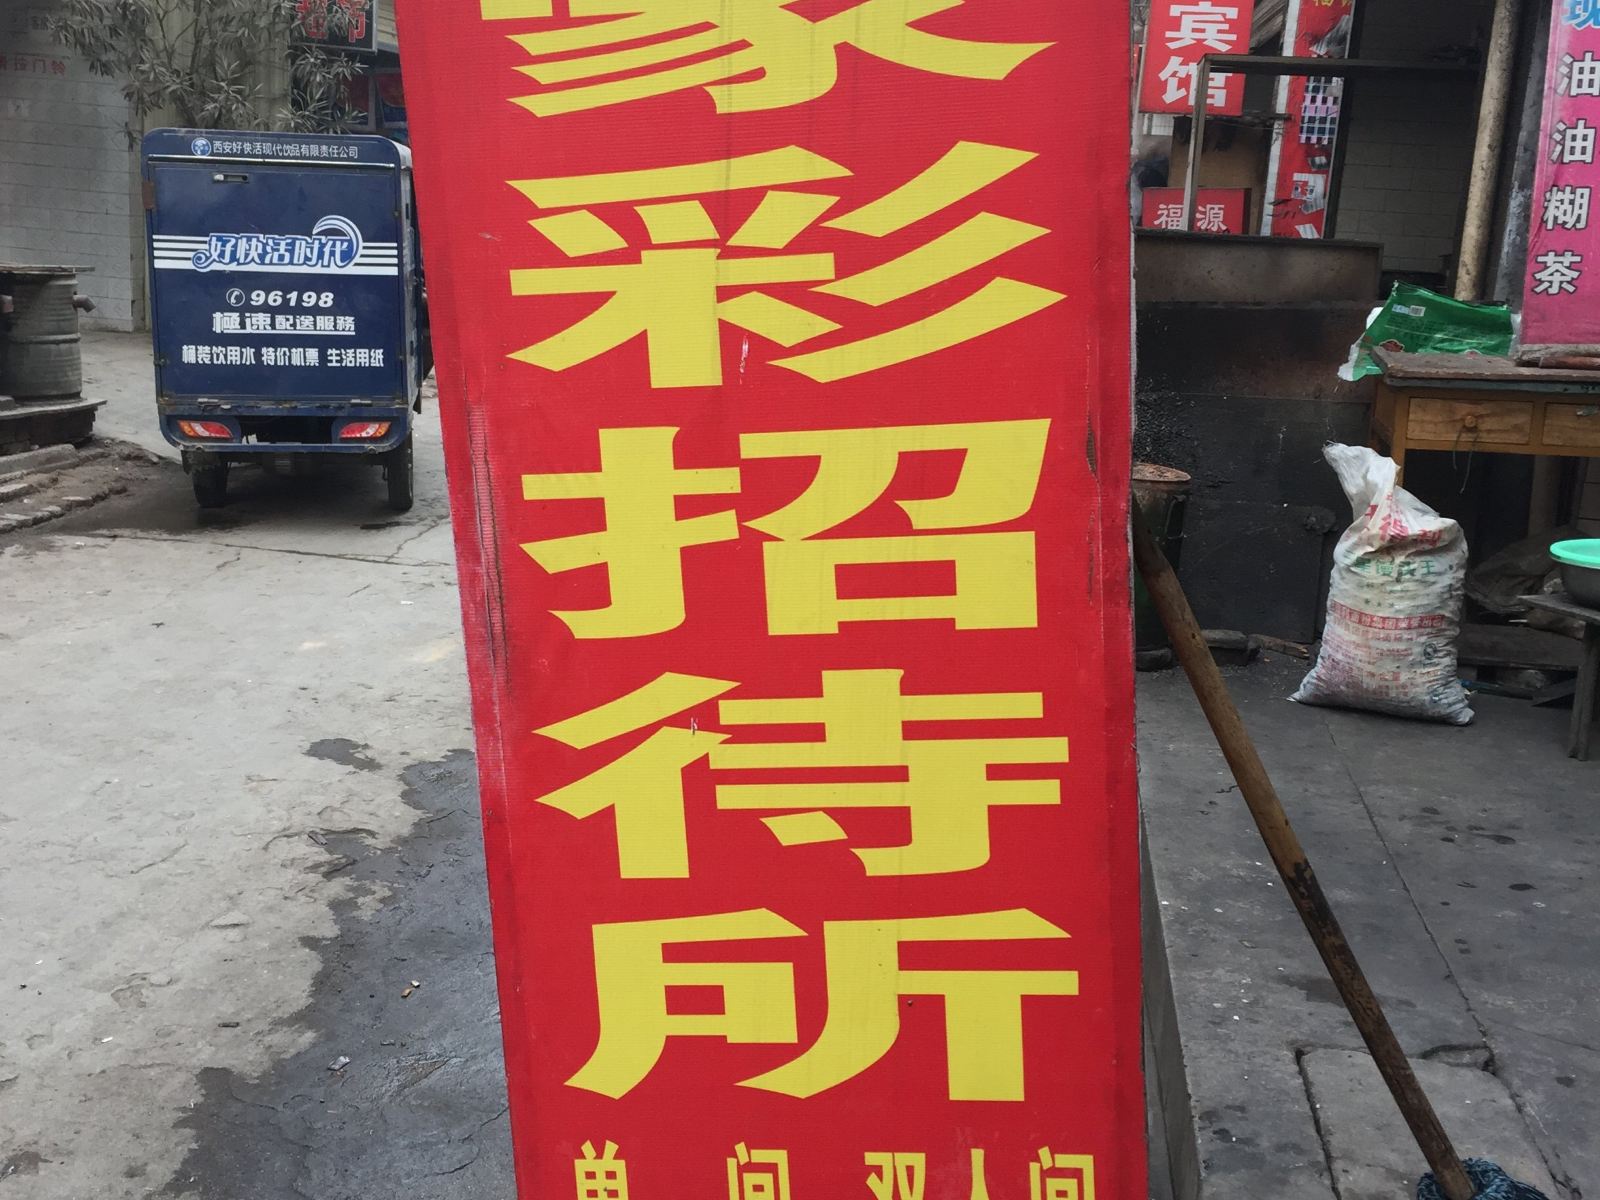 彩招待所
单间 双人间
西安好快活现代饮品有限责任公司
好快活时代
96198
極速配送服務
桶装饮用水 特价机票 生活用纸
宾馆
福源
油油糊茶